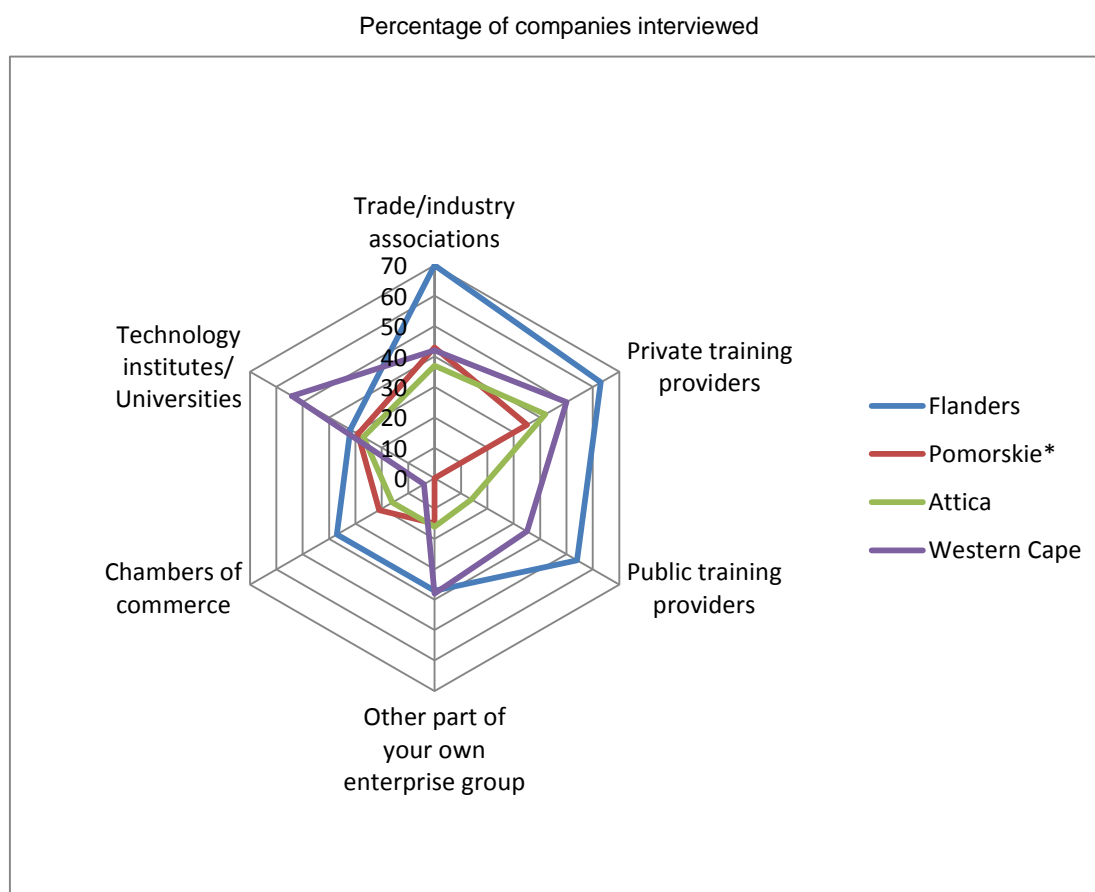 Percentage of companies interviewed
Trade/industry
associations
70
60
50
40
30
20
10
0
Technology
institutes/
Universities
Private training
providers
Chambers of
commerce
Public training
providers
Other part of
your own
enterprise group
Flanders
Pomorskie*
Attica
Western Cape